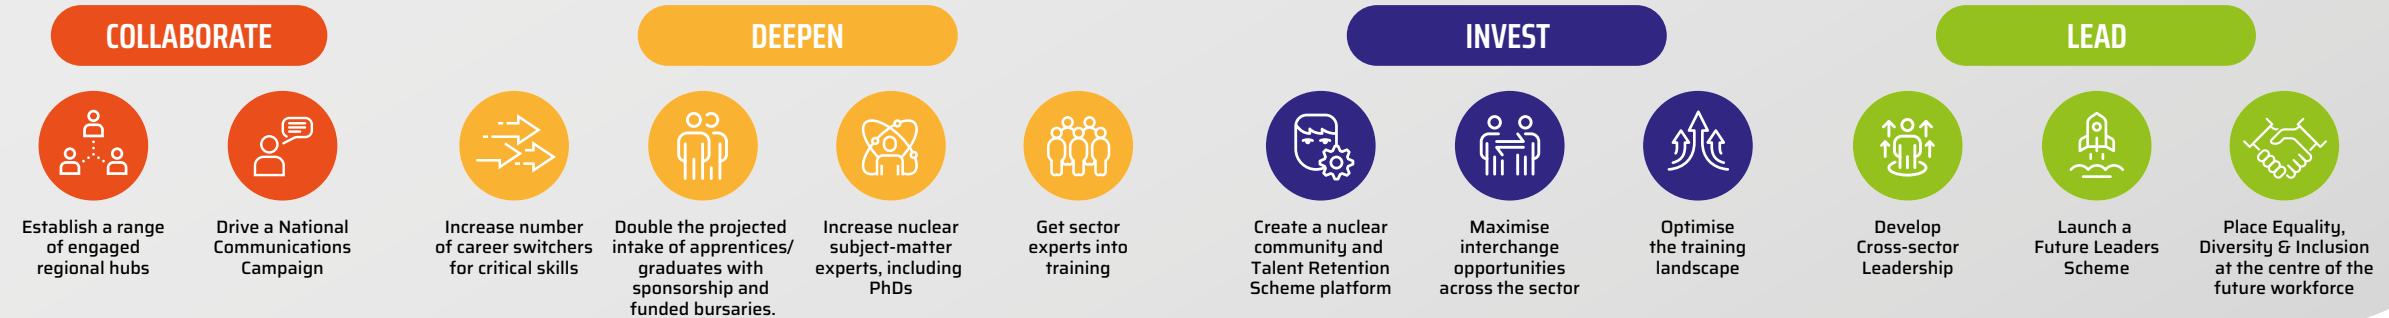 COLLABORATE
Establish a range
of engaged
regional hubs
Drive a National
Communications
Campaign
DEEPEN
Increase number
of career switchers
for critical skills
Double the projected
intake of apprentices/
graduates with
sponsorship and
funded bursaries.
Increase nuclear
subject-matter
experts, including
PhDs
Get sector
experts into
training
INVEST
Create a nuclear
community and
Talent Retention
Scheme platform
Maximise
interchange
opportunities
across the sector
Optimise
the training
landscape
LEAD
Develop
Cross-sector
Leadership
Launch a
Future Leaders
Scheme
Place Equality,
Diversity & Inclusion
at the centre of the
future workforce